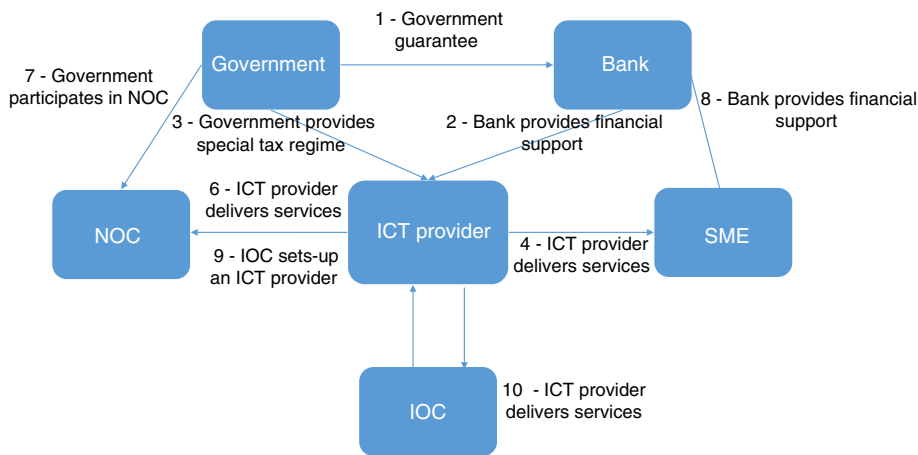 1 - Government
guarantee
Government
Bank
7 - Government
participates in NOC
8 - Bank provides financial
support
3 - Government provides
special tax regime
2 - Bank provides financial
support
6 - ICT provider
delivers services
NOC
ICT provider
SME
9 - IOC sets-up
an ICT provider
4 - ICT provider
delivers services
IOC
10 - ICT provider
delivers services